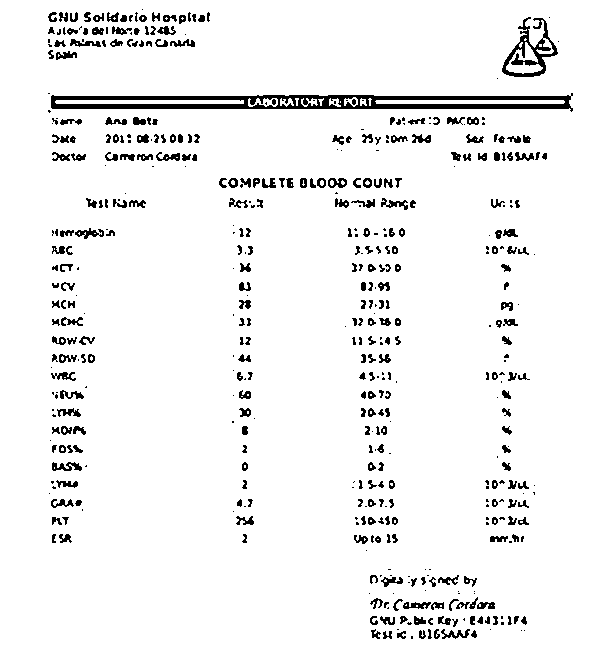 GNU Solidario Hospital
Autovía del Norte 12485
Las Palmas de Gran Canaria
Spain
LABORATORY REPORT
Name Ana Betz Patient ID PAC001
Date 2011-08-25 08:32 Age 25y 10m 26d Sex Female
Doctor Cameron Cordara Test Id B165AAF4
COMPLETE BLOOD COUNT
Test Name Result Normal Range Units
Hemoglobin 12 11.0 - 16.0 g/dL
RBC 3.3 3.5-5.50 10^6/uL
HCT 36 37.0-50.0 %
MCV 83 82-95 fl
MCH 28 27-31 pg
MCHC 33 32.0-36.0 g/dL
RDW-CV 12 11.5-14.5 %
RDW-SD 44 35-56 fl
WBC 6.7 4.5-11 10^3/uL
NEU% 60 40-70 %
LYM% 30 20-45 %
MON% 8 2-10 %
EOS% 2 1-6 %
BAS% 0 0-2 %
LYM# 2 1.5-4.0 10^3/uL
GRA# 4.7 2.0-7.5 10^3/uL
PLT 256 150-450 10^3/uL
ESR 2 Up to 15 mm/hr
Digitally signed by
Dr. Cameron Cordara
GNU Public Key : E44311F4
Test id : B165AAF4